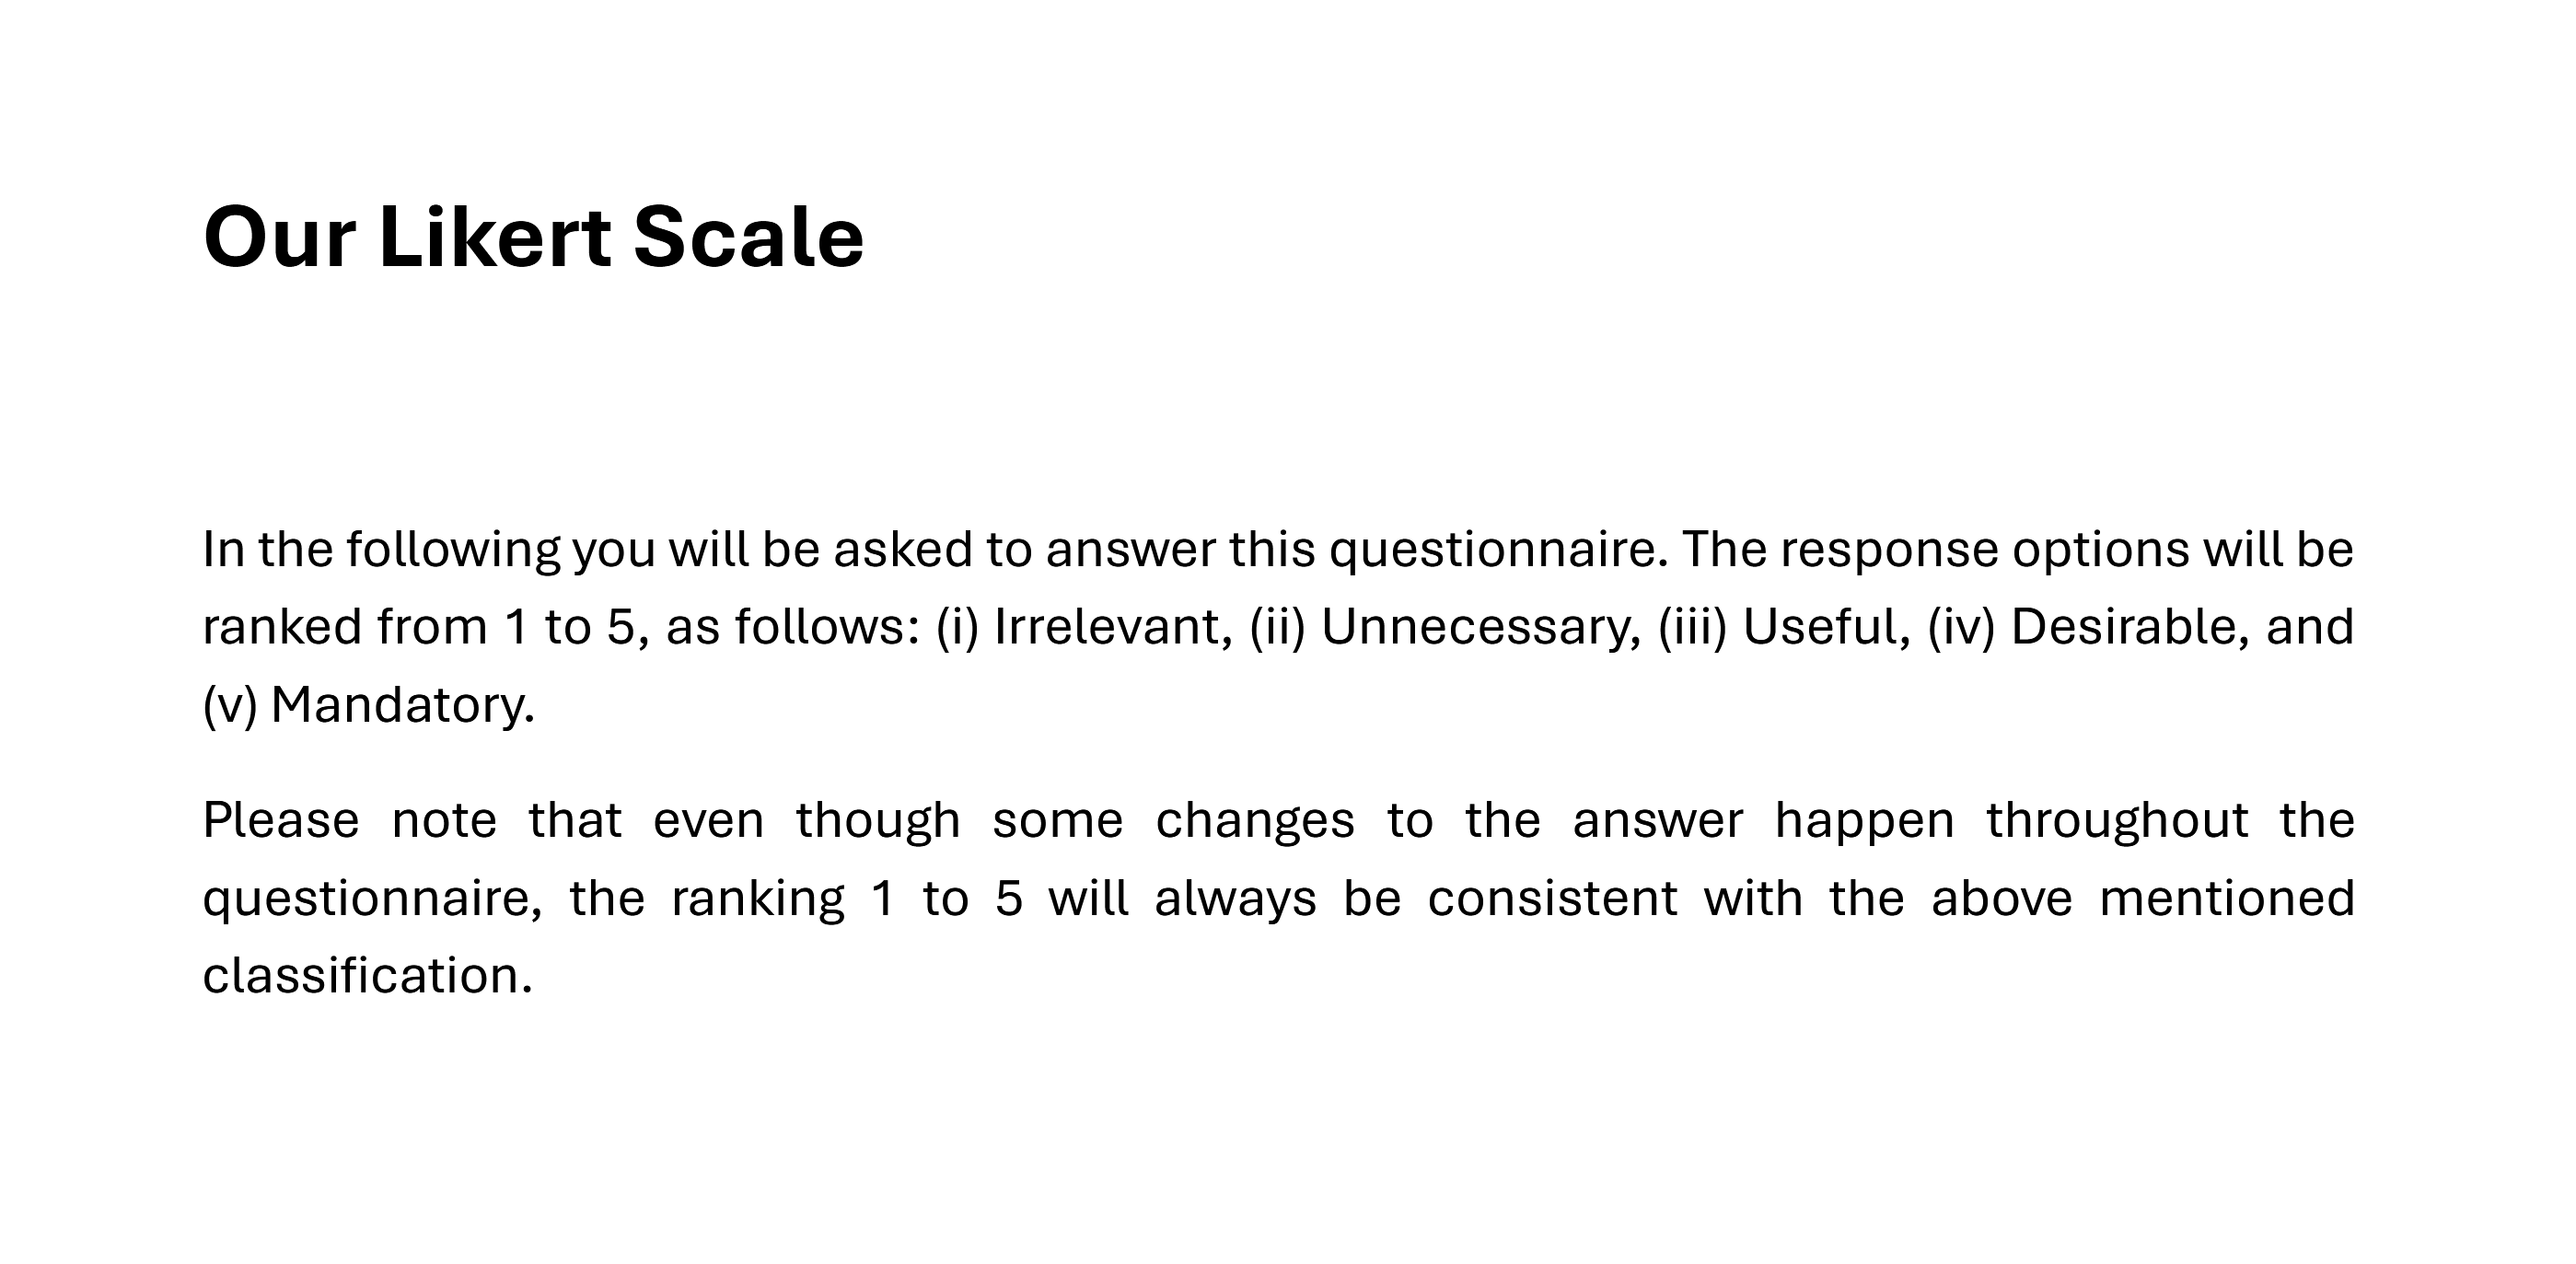 Our Likert Scale
In the following you will be asked to answer this questionnaire. The response options will be
ranked from 1 to 5, as follows: (i) Irrelevant, (ii) Unnecessary, (iii) Useful, (iv) Desirable, and
(v) Mandatory.
Please note that even though some changes to the answer happen throughout the
questionnaire, the ranking 1 to 5 will always be consistent with the above mentioned
classification.